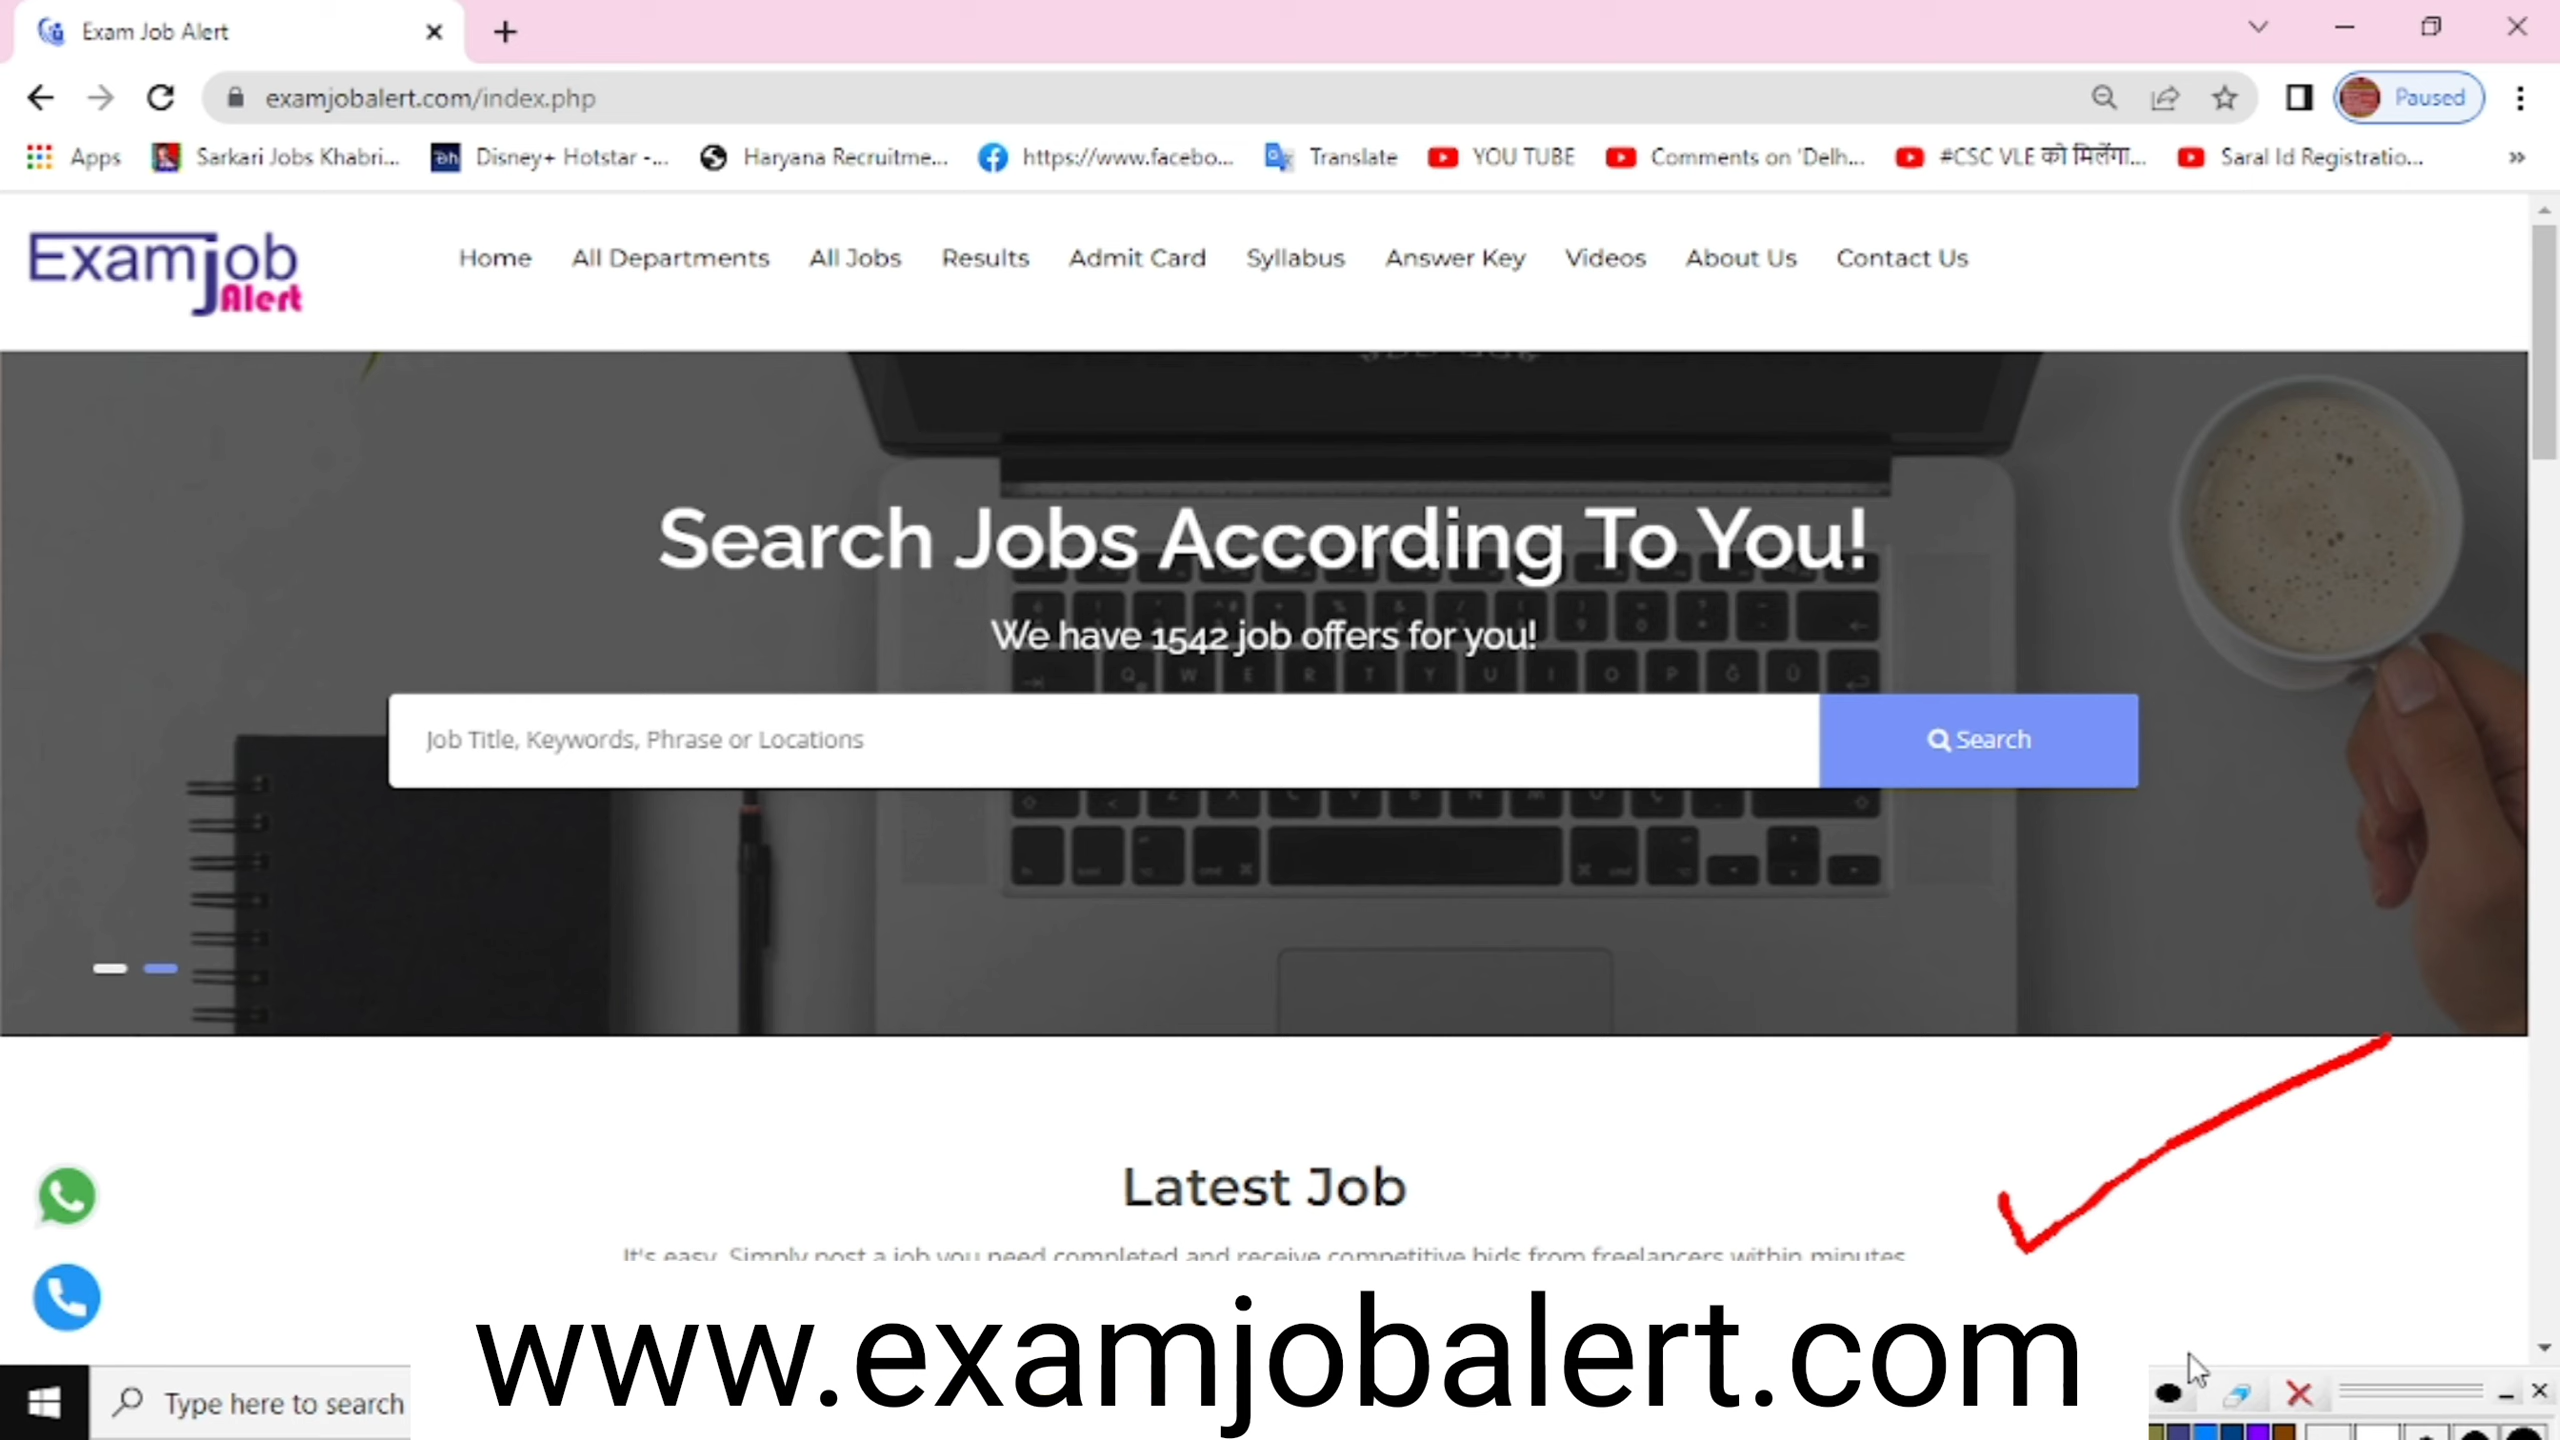 Exam Job Alert
examjobalert.com/index.php
Paused
Apps
Sarkari Jobs Khabri...
Disney+ Hotstar -...
Haryana Recruitme...
https://www.facebo...
Translate
YOU TUBE
Comments on 'Delh...
#CSC VLE को मिलेंगा...
Saral Id Registratio...
Examjob
Alert
Home
All Departments
All Jobs
Results
Admit Card
Syllabus
Answer Key
Videos
About Us
Contact Us
Search Jobs According To You!
We have 1542 job offers for you!
Job Title, Keywords, Phrase or Locations
Search
Latest Job
It's easy. Simply post a job you need completed and receive competitive bids from freelancers within minutes
www.examjobalert.com
Type here to search